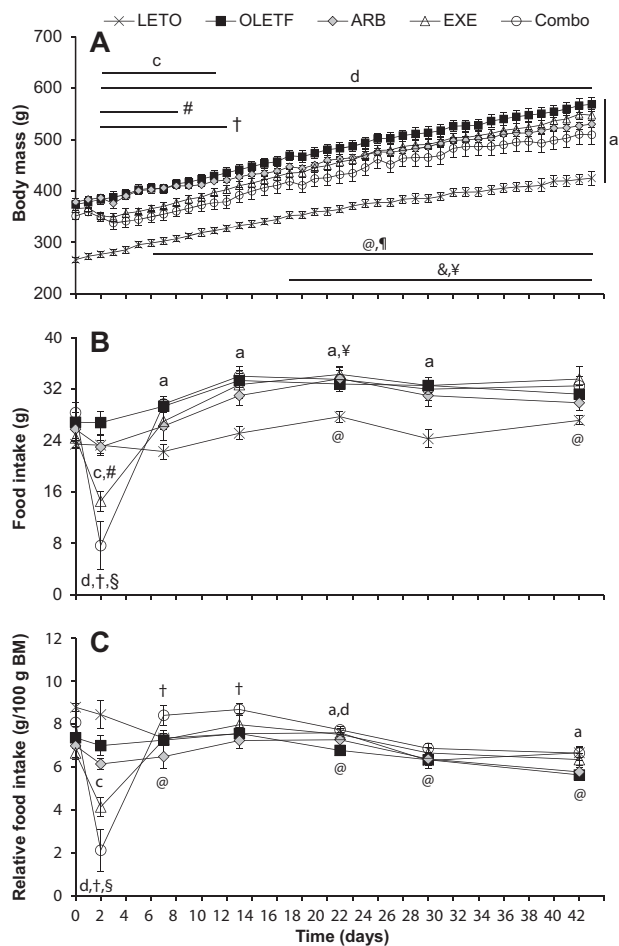 LETO OLETF ARB EXE Combo
A
700
600
500
400
300
200
Body mass (g)
c
d
#
†
a
@,¶
&,¥
B
40
32
24
16
8
0
Food intake (g)
a
a
a,¥
a
c,#
@
@
d,†,§
C
12
10
8
6
4
2
0
Relative food intake (g/100 g BM)
†
†
a,d
a
c
@
@
@
@
d,†,§
0 2 4 6 8 10 12 14 16 18 20 22 24 26 28 30 32 34 36 38 40 42
Time (days)